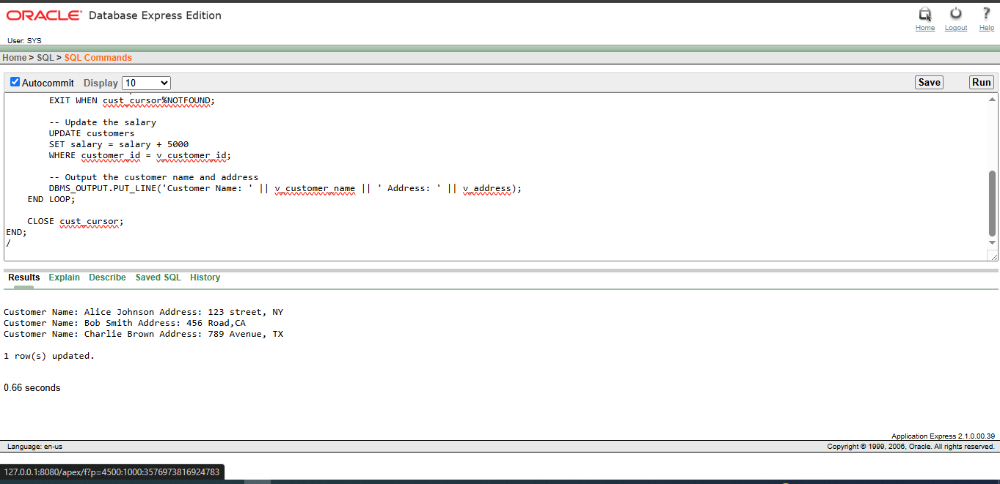 ORACLE® Database Express Edition
Home Logout Help
User: SYS
Home > SQL > SQL Commands
Autocommit Display 10 Save Run
EXIT WHEN cust_cursor%NOTFOUND;
-- Update the salary
UPDATE customers
SET salary = salary + 5000
WHERE customer_id = v_customer_id;
-- Output the customer name and address
DBMS_OUTPUT.PUT_LINE('Customer Name: ' || v_customer_name || ' Address: ' || v_address);
END LOOP;
CLOSE cust_cursor;
END;
/
Results Explain Describe Saved SQL History
Customer Name: Alice Johnson Address: 123 street, NY
Customer Name: Bob Smith Address: 456 Road,CA
Customer Name: Charlie Brown Address: 789 Avenue, TX
1 row(s) updated.
0.66 seconds
Application Express 2.1.0.00.39
Language: en-us Copyright © 1999, 2006, Oracle. All rights reserved.
127.0.0.1:8080/apex/f?p=4500:1000:3576973816924783